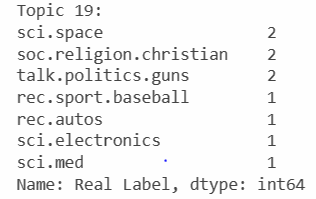 Topic 19:
sci.space 2
soc.religion.christian 2
talk.politics.guns 2
rec.sport.baseball 1
rec.autos 1
sci.electronics 1
sci.med 1
Name: Real Label, dtype: int64